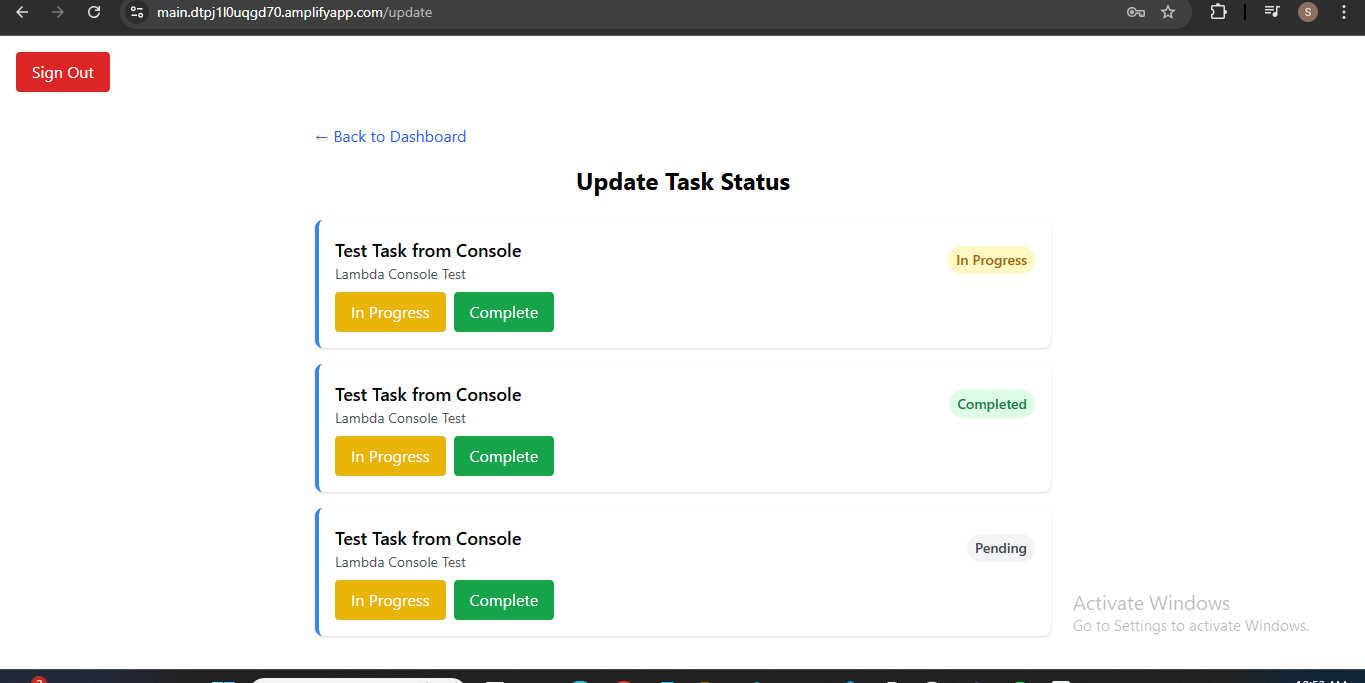 main.dtpj1l0uqgd70.amplifyapp.com/update
S
Sign Out
← Back to Dashboard
Update Task Status
Test Task from Console
In Progress
Lambda Console Test
In Progress Complete
Test Task from Console
Completed
Lambda Console Test
In Progress Complete
Test Task from Console
Pending
Lambda Console Test
In Progress Complete
Activate Windows
Go to Settings to activate Windows.